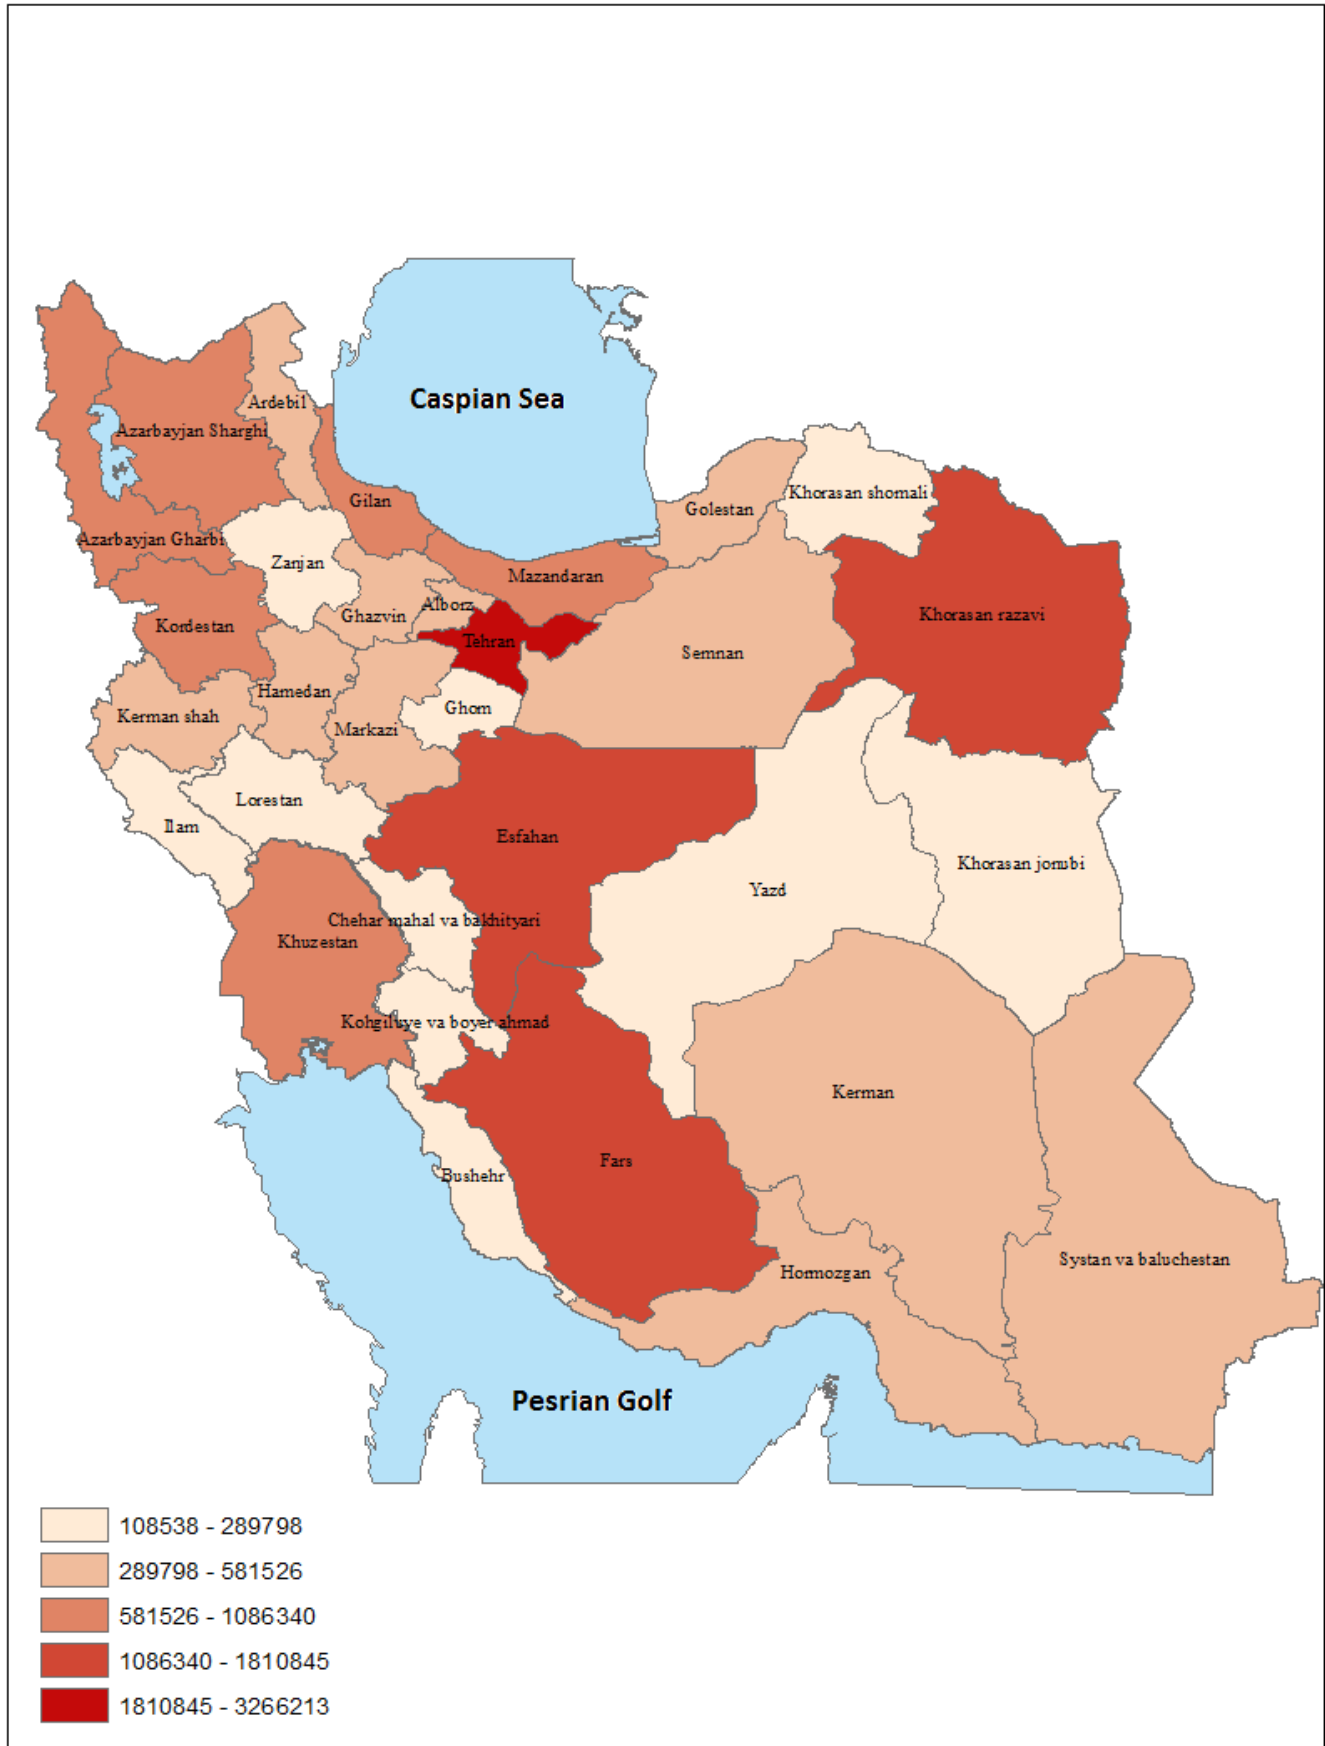 Caspian Sea
Ardebil
Azarbayjan Sharghi
Gilan
Khorasan shomali
Golestan
Azarbayjan Gharbi
Zanjan
Mazandaran
Alborz
Ghazvin
Khorasan razavi
Kordestan
Tehran
Semnan
Hamedan
Kerman shah
Ghom
Markazi
Lorestan
Ilam
Esfahan
Khorasan jonubi
Yazd
Chehar mahal va bakhityari
Khuzestan
Kohgiluye va boyer ahmad
Kerman
Fars
Bushehr
Systan va baluchestan
Hormozgan
Pesrian Golf
108538 - 289798
289798 - 581526
581526 - 1086340
1086340 - 1810845
1810845 - 3266213